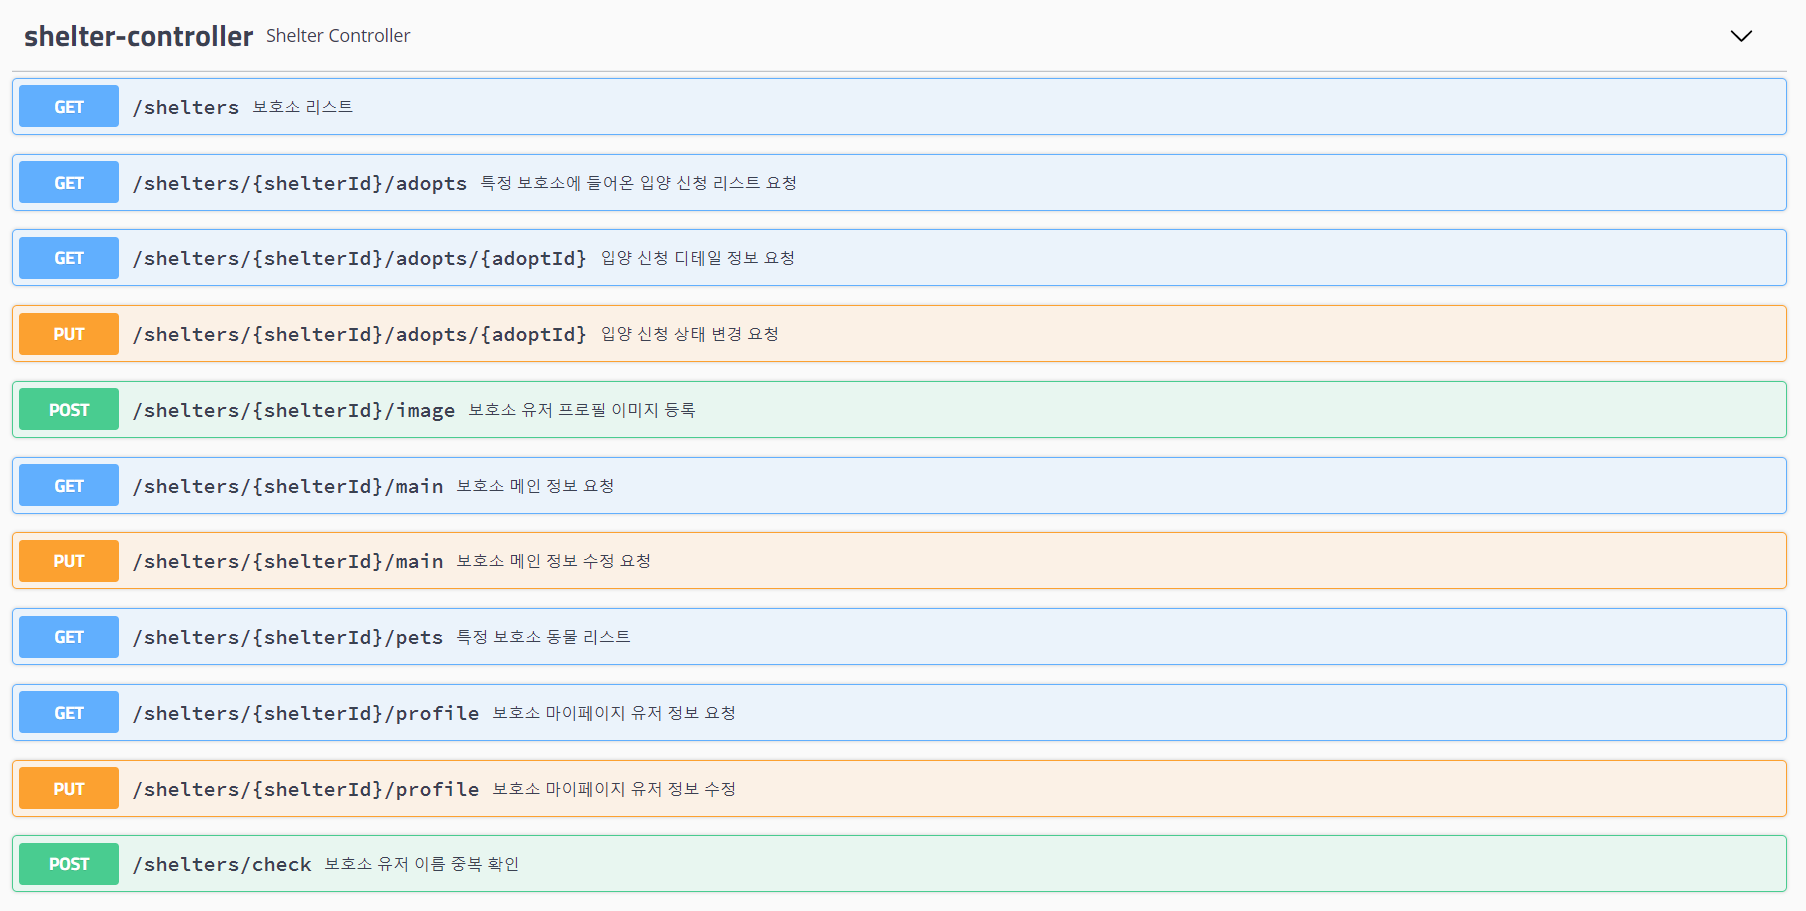 shelter-controller Shelter Controller
GET /shelters 보호소 리스트
GET /shelters/{shelterId}/adopts 특정 보호소에 들어온 입양 신청 리스트 요청
GET /shelters/{shelterId}/adopts/{adoptId} 입양 신청 디테일 정보 요청
PUT /shelters/{shelterId}/adopts/{adoptId} 입양 신청 상태 변경 요청
POST /shelters/{shelterId}/image 보호소 유저 프로필 이미지 등록
GET /shelters/{shelterId}/main 보호소 메인 정보 요청
PUT /shelters/{shelterId}/main 보호소 메인 정보 수정 요청
GET /shelters/{shelterId}/pets 특정 보호소 동물 리스트
GET /shelters/{shelterId}/profile 보호소 마이페이지 유저 정보 요청
PUT /shelters/{shelterId}/profile 보호소 마이페이지 유저 정보 수정
POST /shelters/check 보호소 유저 이름 중복 확인